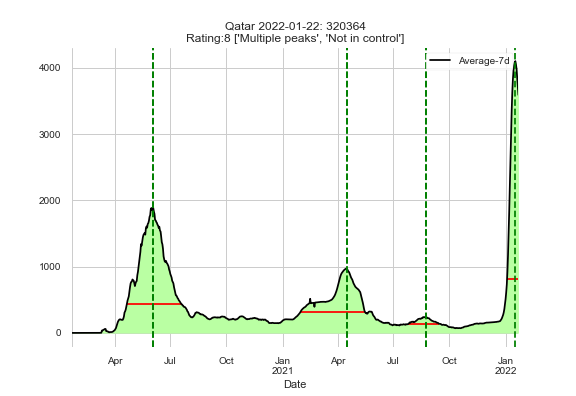 Qatar 2022-01-22: 320364
Rating:8 ['Multiple peaks', 'Not in control']
Average-7d
4000
3000
2000
1000
0
Apr
Jul
Oct
Jan
2021
Apr
Jul
Oct
Jan
2022
Date